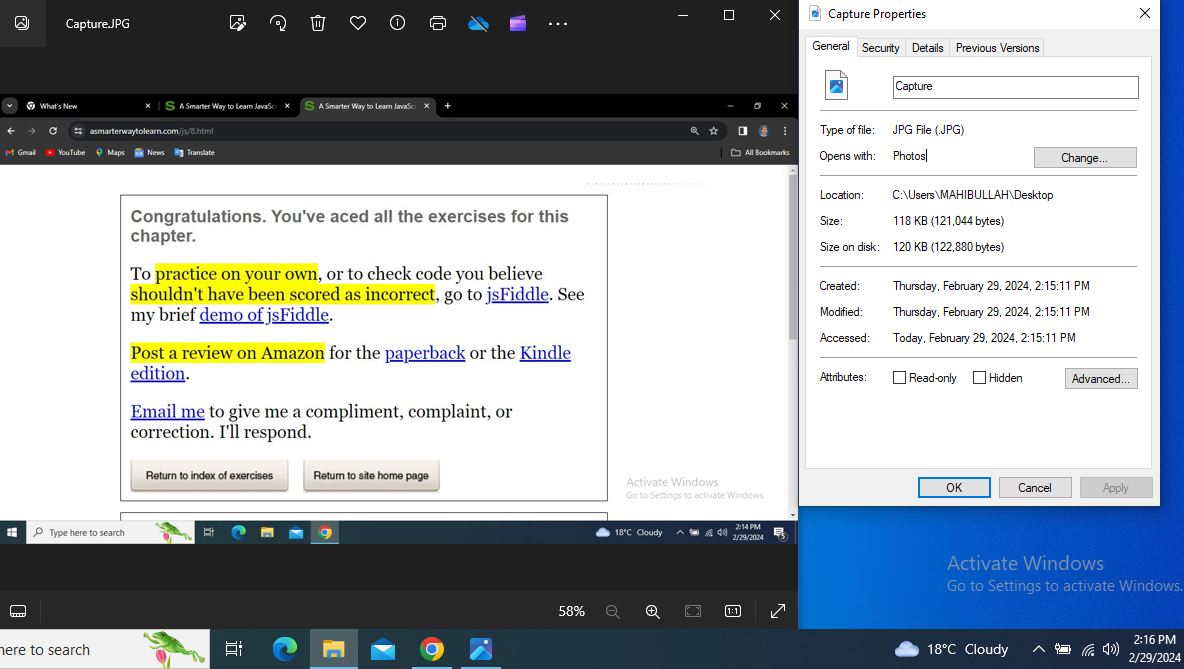 Capture.JPG
What's New
A Smarter Way to Learn JavaSc
A Smarter Way to Learn JavaSc
asmarterwaytolearn.com/js/8.html
Gmail YouTube Maps News Translate All Bookmarks
Congratulations. You've aced all the exercises for this
chapter.
To practice on your own, or to check code you believe
shouldn't have been scored as incorrect, go to jsFiddle. See
my brief demo of jsFiddle.
Post a review on Amazon for the paperback or the Kindle
edition.
Email me to give me a compliment, complaint, or
correction. I'll respond.
Return to index of exercises Return to site home page
Activate Windows
Go to Settings to activate Windows.
Type here to search
18°C Cloudy
2:14 PM
2/29/2024
58%
1:1
Capture Properties
General Security Details Previous Versions
Capture
Type of file: JPG File (.JPG)
Opens with: Photos Change...
Location: C:\Users\MAHIBULLAH\Desktop
Size: 118 KB (121,044 bytes)
Size on disk: 120 KB (122,880 bytes)
Created: Thursday, February 29, 2024, 2:15:11 PM
Modified: Thursday, February 29, 2024, 2:15:11 PM
Accessed: Today, February 29, 2024, 2:15:11 PM
Attributes: Read-only Hidden Advanced...
OK Cancel Apply
Activate Windows
Go to Settings to activate Windows.
here to search
18°C Cloudy
2:16 PM
2/29/2024